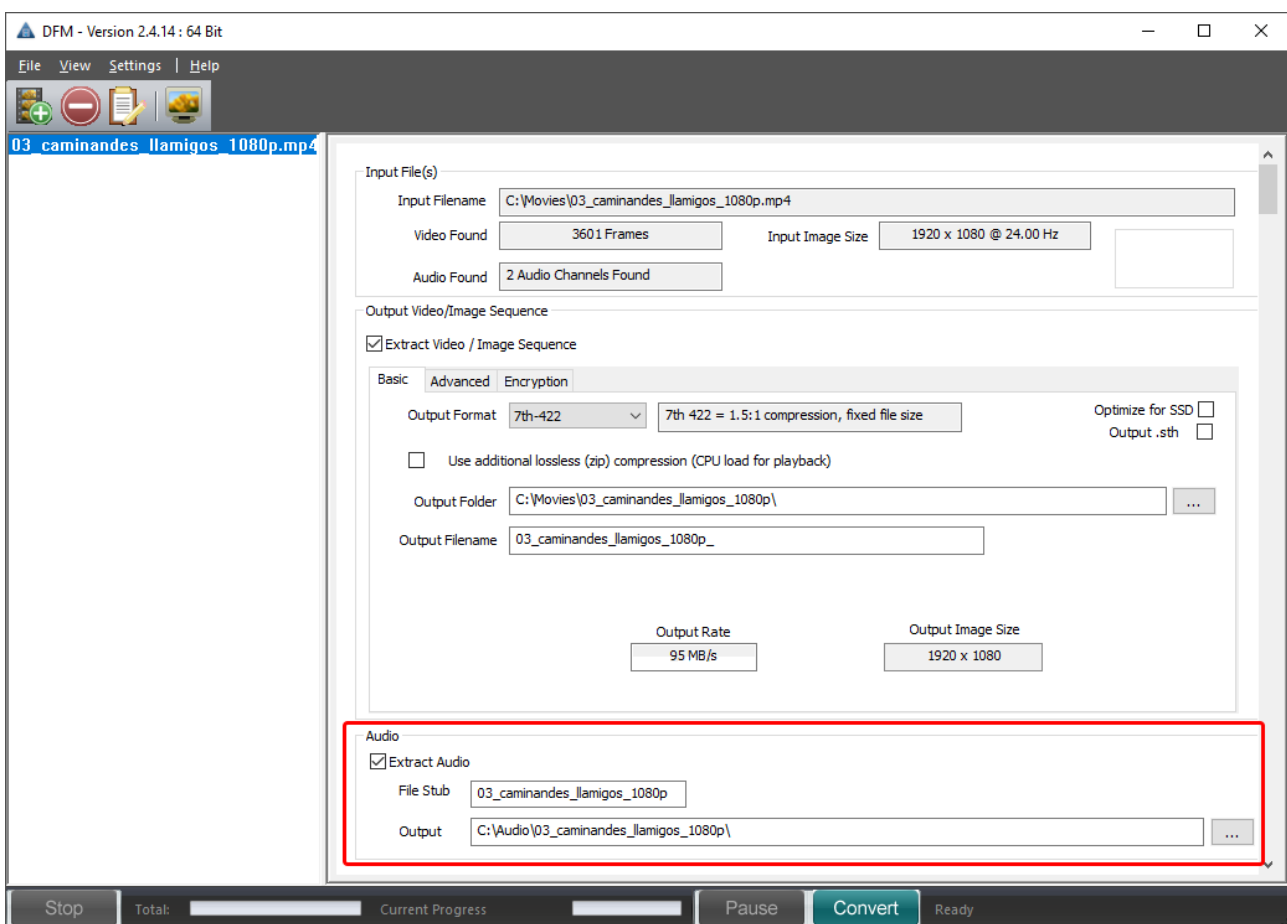 DFM - Version 2.4.14 : 64 Bit
File View Settings | Help
03_caminandes_llamigos_1080p.mp4
Input File(s)
Input Filename C:\Movies\03_caminandes_llamigos_1080p.mp4
Video Found 3601 Frames Input Image Size 1920 x 1080 @ 24.00 Hz
Audio Found 2 Audio Channels Found
Output Video/Image Sequence
Extract Video / Image Sequence
Basic Advanced Encryption
Output Format 7th-422 7th 422 = 1.5:1 compression, fixed file size Optimize for SSD
Output .sth
Use additional lossless (zip) compression (CPU load for playback)
Output Folder C:\Movies\03_caminandes_llamigos_1080p\ ...
Output Filename 03_caminandes_llamigos_1080p_
Output Rate Output Image Size
95 MB/s 1920 x 1080
Audio
Extract Audio
File Stub 03_caminandes_llamigos_1080p
Output C:\Audio\03_caminandes_llamigos_1080p\ ...
Stop Total: Current Progress Pause Convert Ready